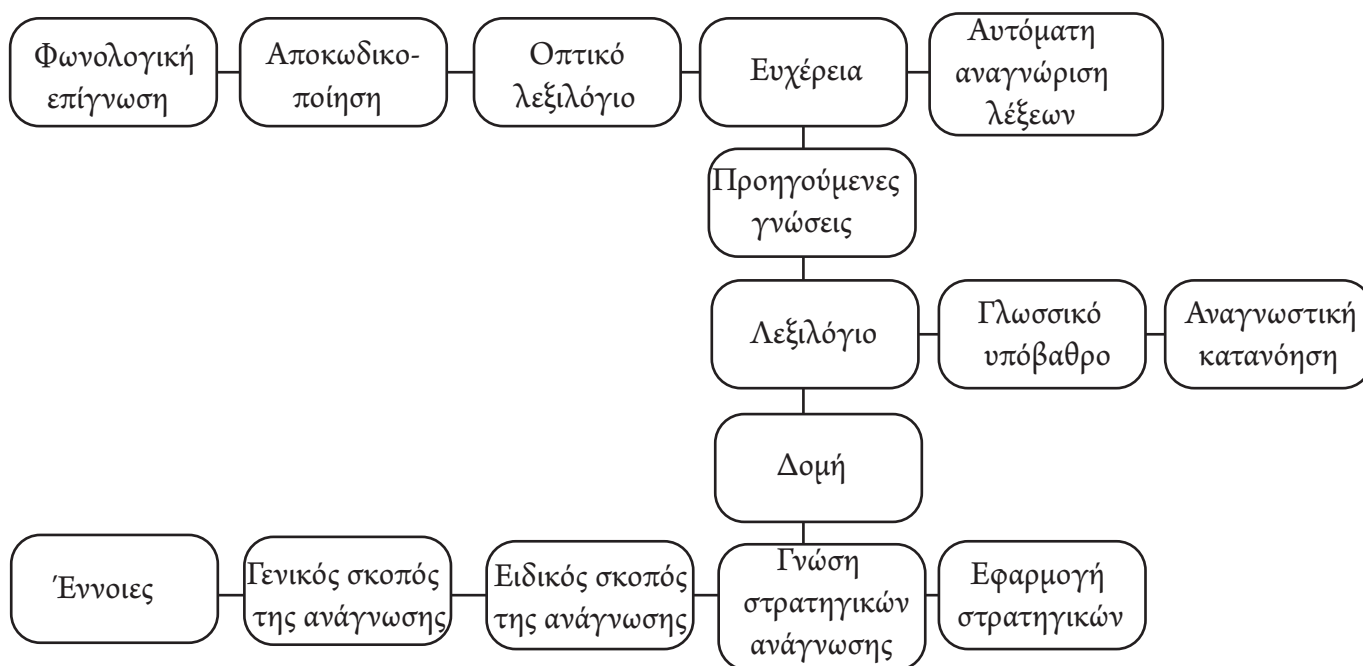 Φωνολογική
επίγνωση
Αποκωδικο-
ποίηση
Οπτικό
λεξιλόγιο
Ευχέρεια
Αυτόματη
αναγνώριση
λέξεων
Προηγούμενες
γνώσεις
Λεξιλόγιο
Γλωσσικό
υπόβαθρο
Αναγνωστική
κατανόηση
Δομή
Έννοιες
Γενικός σκοπός
της ανάγνωσης
Ειδικός σκοπός
της ανάγνωσης
Γνώση
στρατηγικών
ανάγνωσης
Εφαρμογή
στρατηγικών